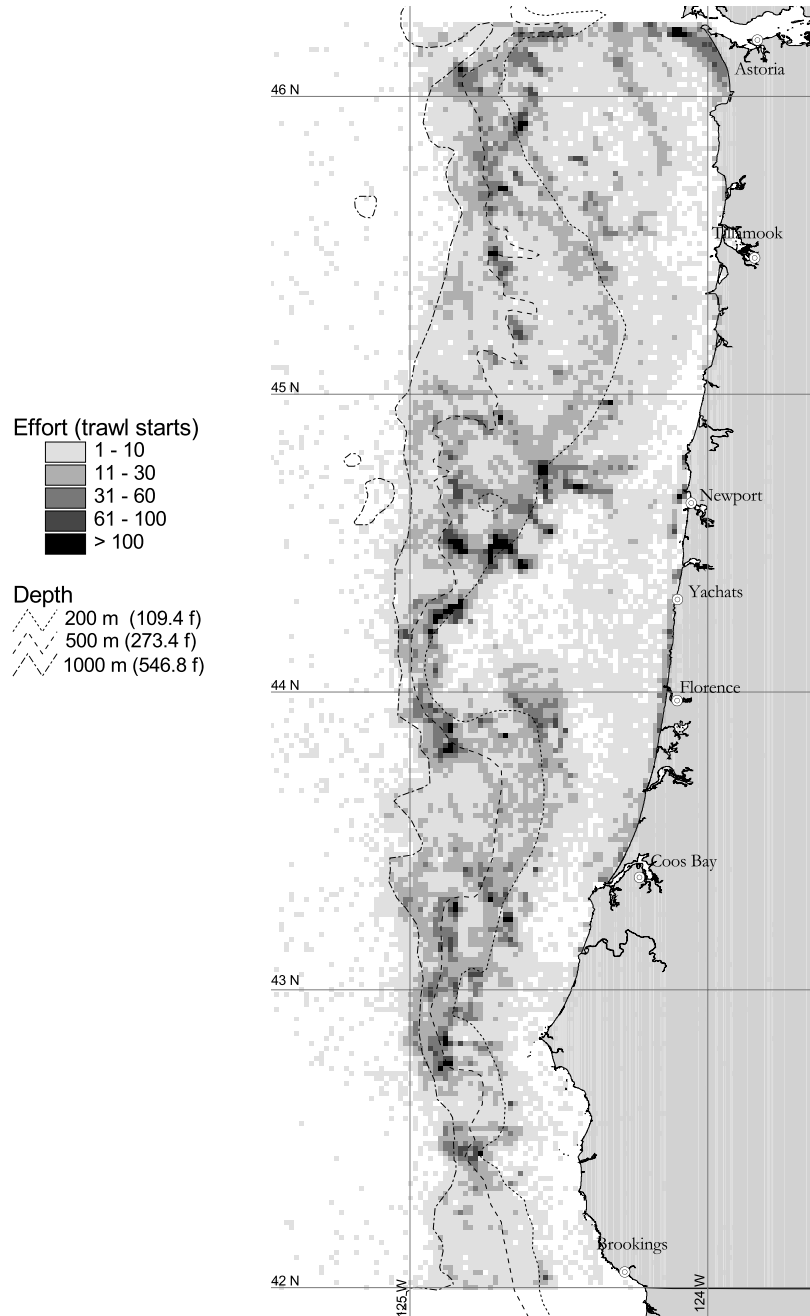 Astoria
46 N
Tillamook
45 N
Effort (trawl starts)
1 - 10
11 - 30
31 - 60
61 - 100
> 100
Newport
Depth
200 m (109.4 f)
500 m (273.4 f)
1000 m (546.8 f)
Yachats
44 N
Florence
Coos Bay
43 N
Brookings
42 N
125 W
124 W